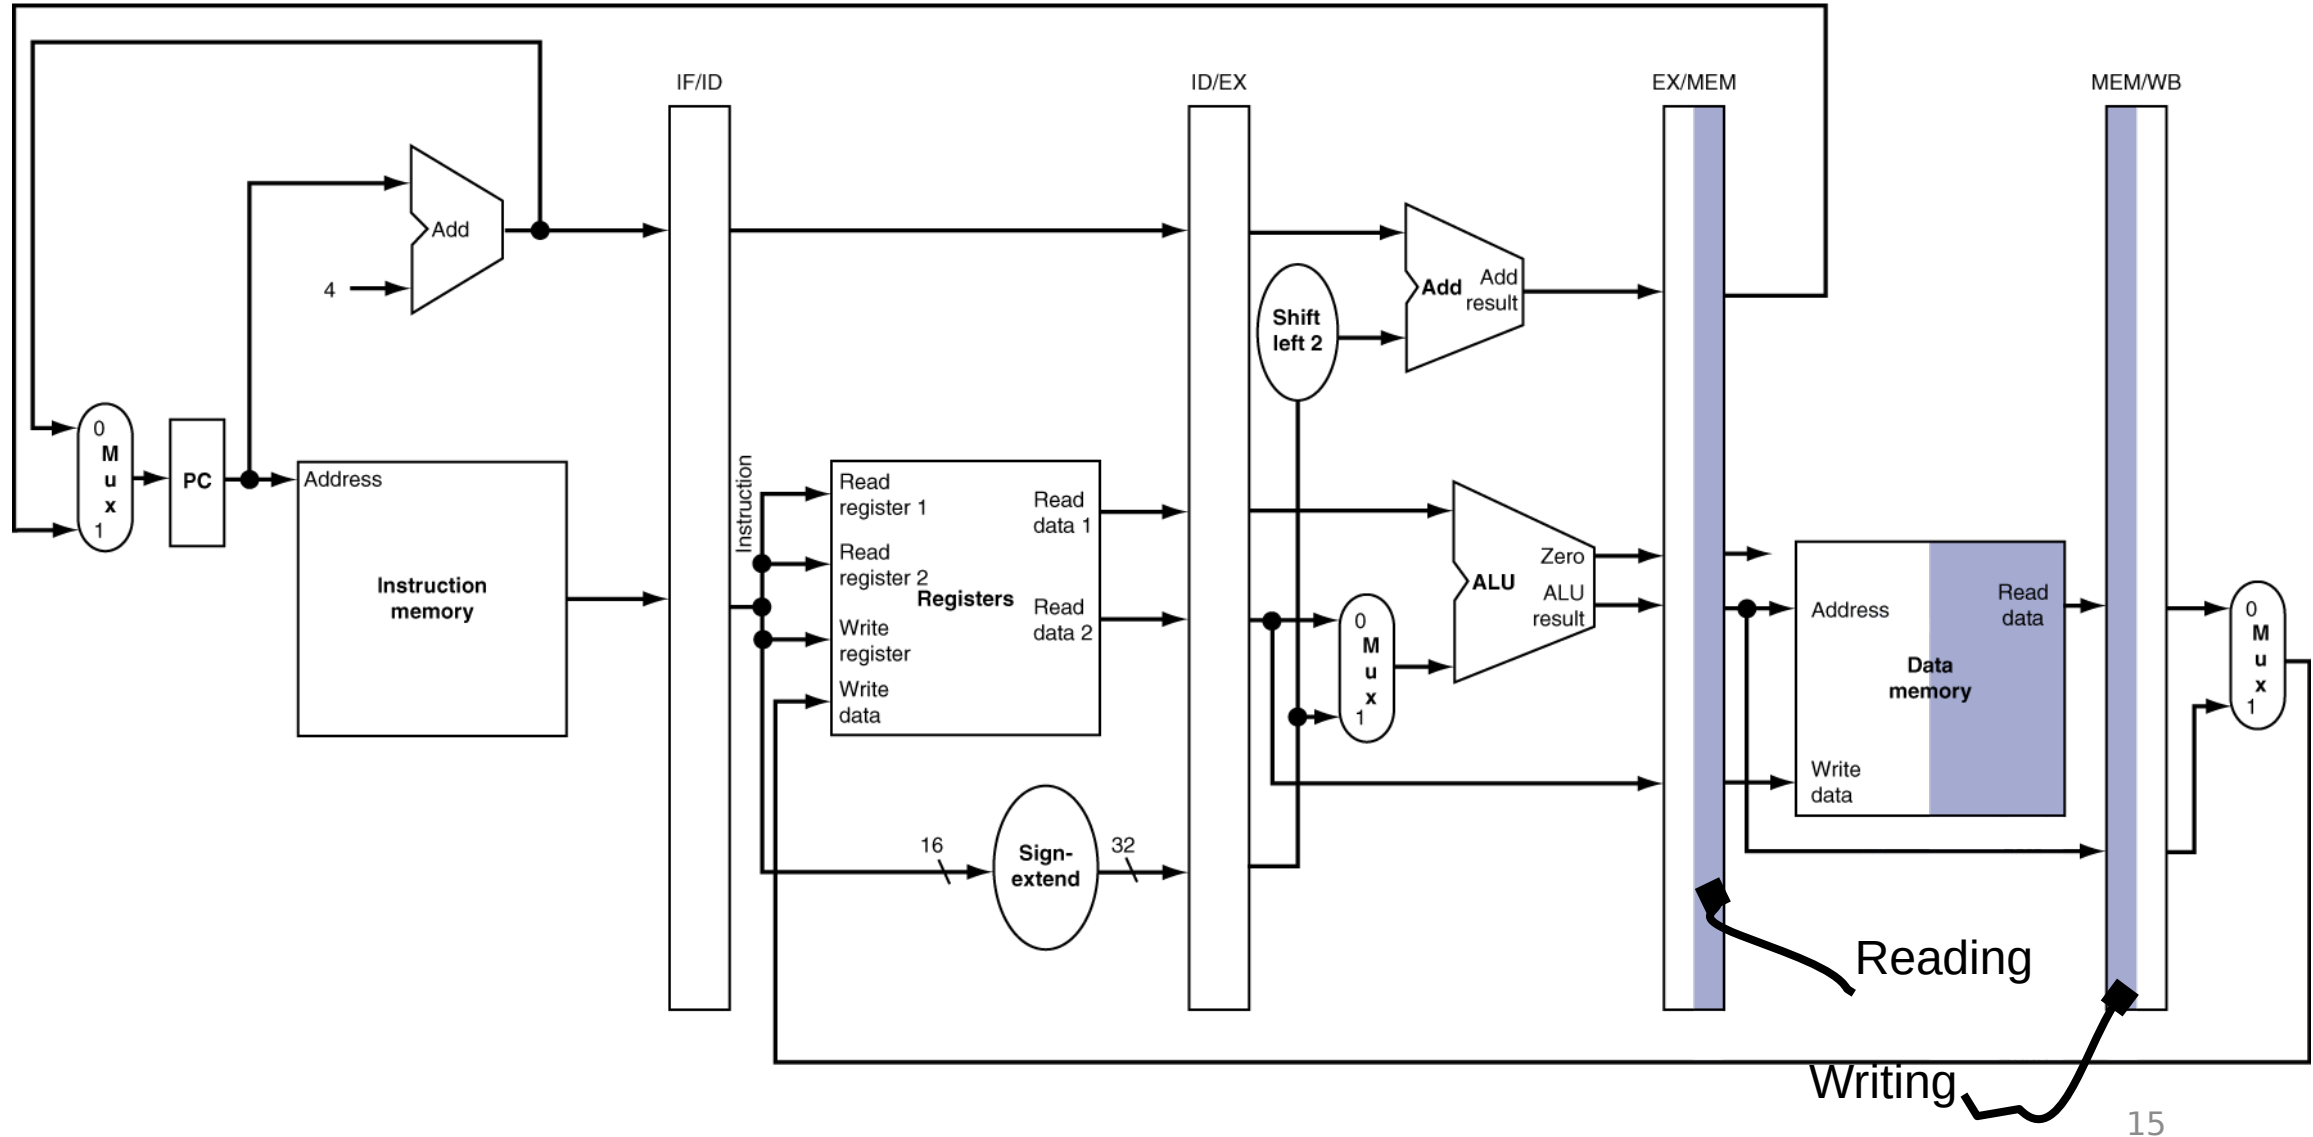 IF/ID
ID/EX
EX/MEM
MEM/WB
Add
4
Add
Add
result
Shift
left 2
0
M
u
x
1
PC
Address
Instruction
memory
Instruction
Read
register 1
Read
register 2
Write
register
Write
data
Registers
Read
data 1
Read
data 2
16
Sign-
extend
32
0
M
u
x
1
ALU
Zero
ALU
result
Address
Read
data
Data
memory
Write
data
0
M
u
x
1
Reading
Writing
15